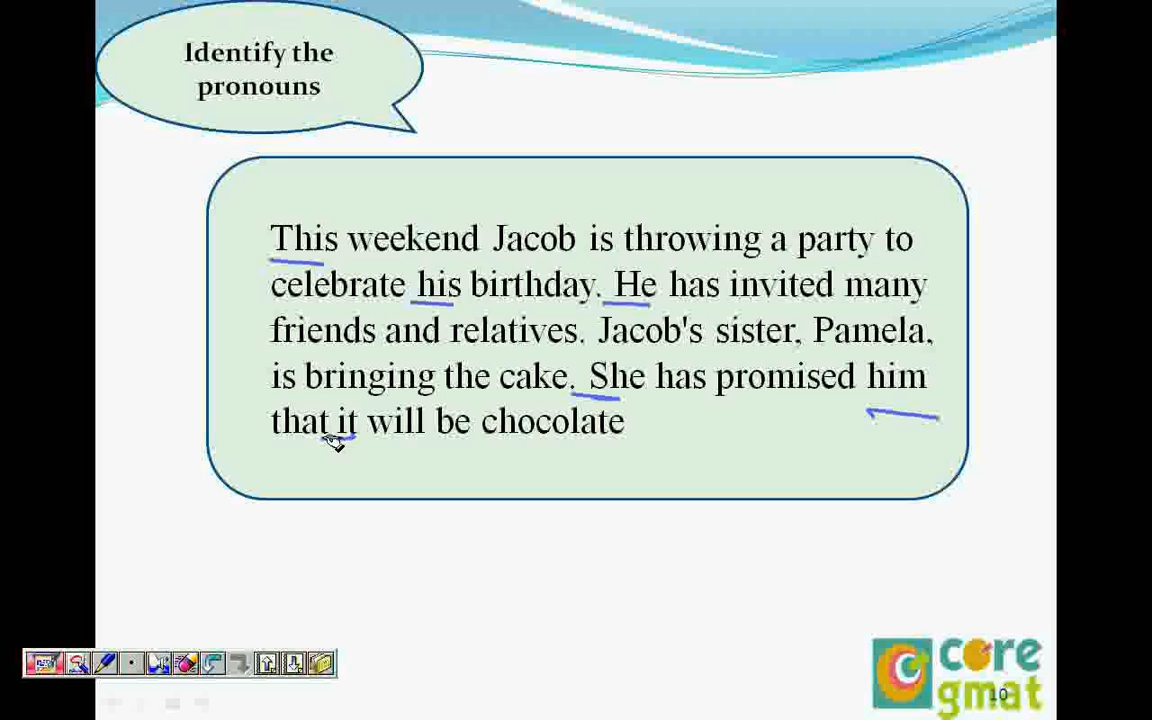 Identify the
pronouns
This weekend Jacob is throwing a party to
celebrate his birthday. He has invited many
friends and relatives. Jacob's sister, Pamela,
is bringing the cake. She has promised him
that it will be chocolate
core
gmat
10